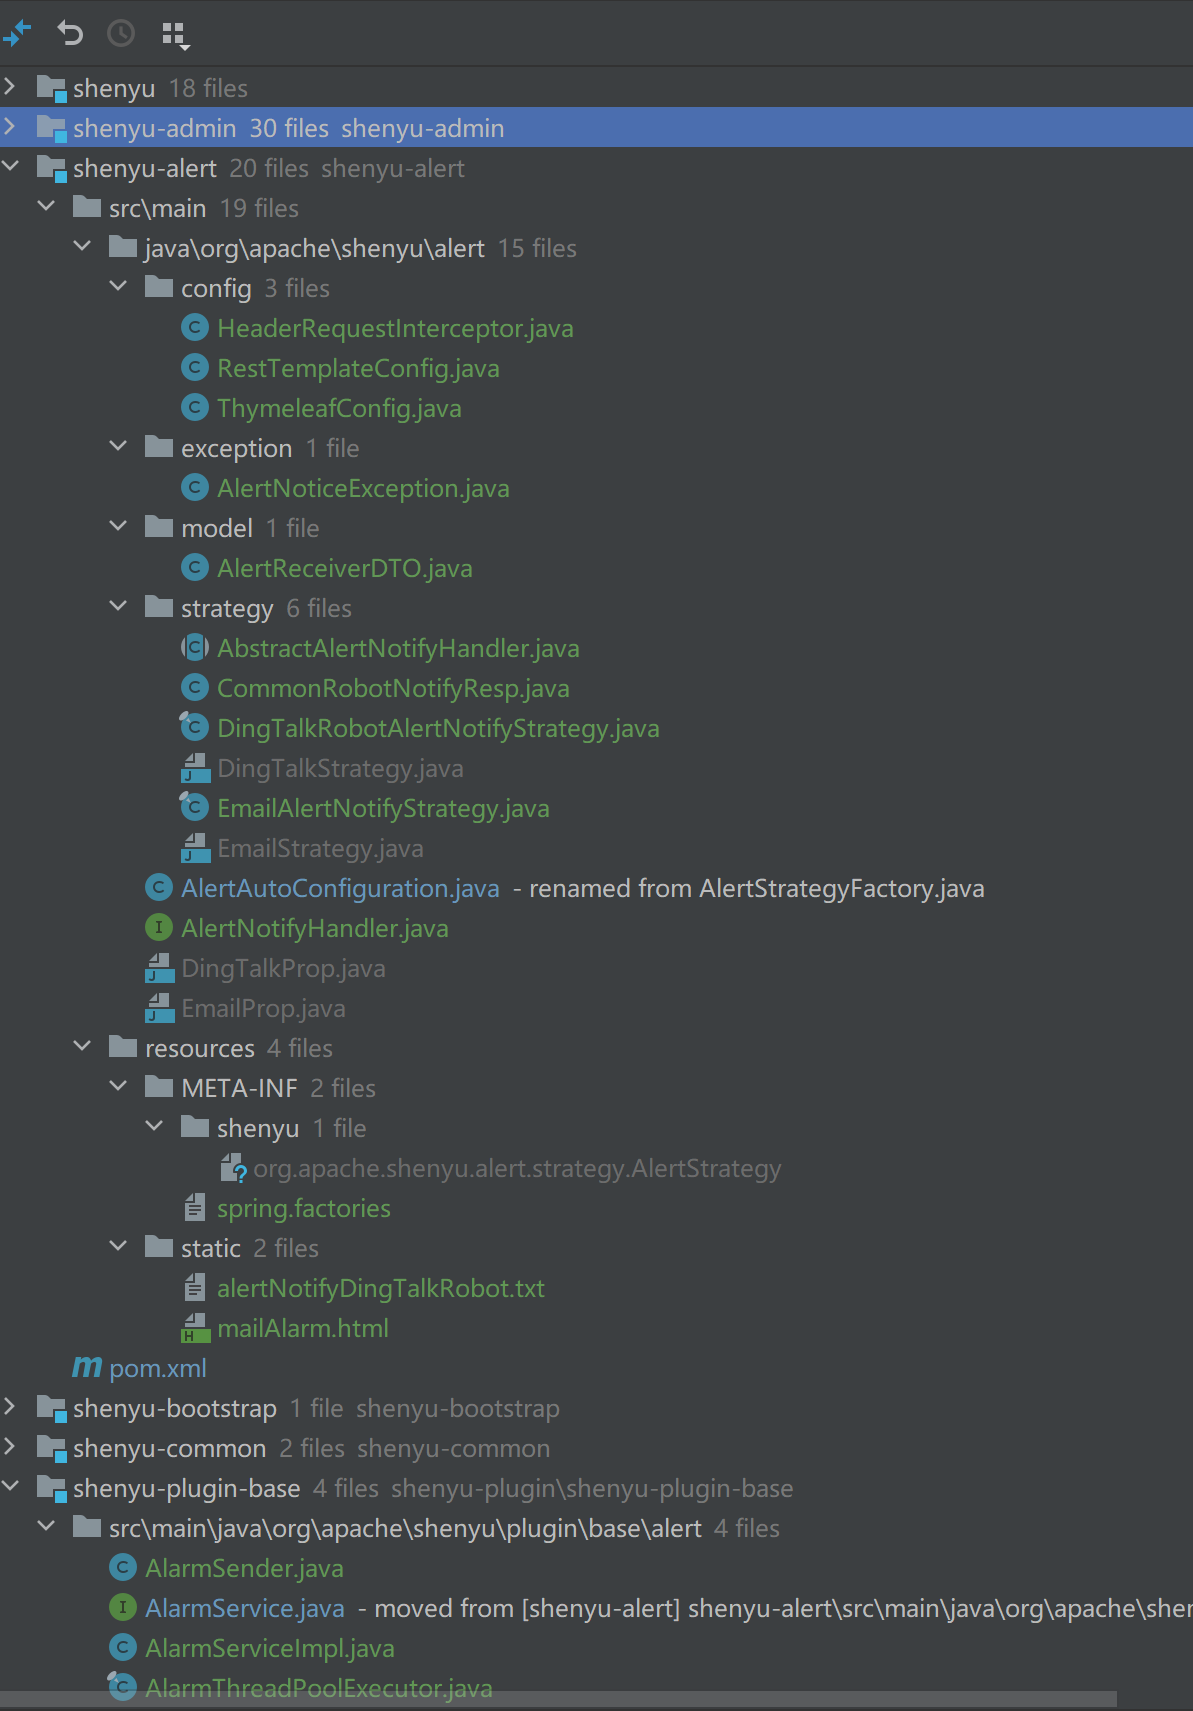 shenyu 18 files
shenyu-admin 30 files shenyu-admin
shenyu-alert 20 files shenyu-alert
src\main 19 files
java\org\apache\shenyu\alert 15 files
config 3 files
HeaderRequestInterceptor.java
RestTemplateConfig.java
ThymeleafConfig.java
exception 1 file
AlertNoticeException.java
model 1 file
AlertReceiverDTO.java
strategy 6 files
AbstractAlertNotifyHandler.java
CommonRobotNotifyResp.java
DingTalkRobotAlertNotifyStrategy.java
DingTalkStrategy.java
EmailAlertNotifyStrategy.java
EmailStrategy.java
AlertAutoConfiguration.java - renamed from AlertStrategyFactory.java
AlertNotifyHandler.java
DingTalkProp.java
EmailProp.java
resources 4 files
META-INF 2 files
shenyu 1 file
org.apache.shenyu.alert.strategy.AlertStrategy
spring.factories
static 2 files
alertNotifyDingTalkRobot.txt
mailAlarm.html
pom.xml
shenyu-bootstrap 1 file shenyu-bootstrap
shenyu-common 2 files shenyu-common
shenyu-plugin-base 4 files shenyu-plugin\shenyu-plugin-base
src\main\java\org\apache\shenyu\plugin\base\alert 4 files
AlarmSender.java
AlarmService.java - moved from [shenyu-alert] shenyu-alert\src\main\java\org\apache\shen
AlarmServiceImpl.java
AlarmThreadPoolExecutor.java